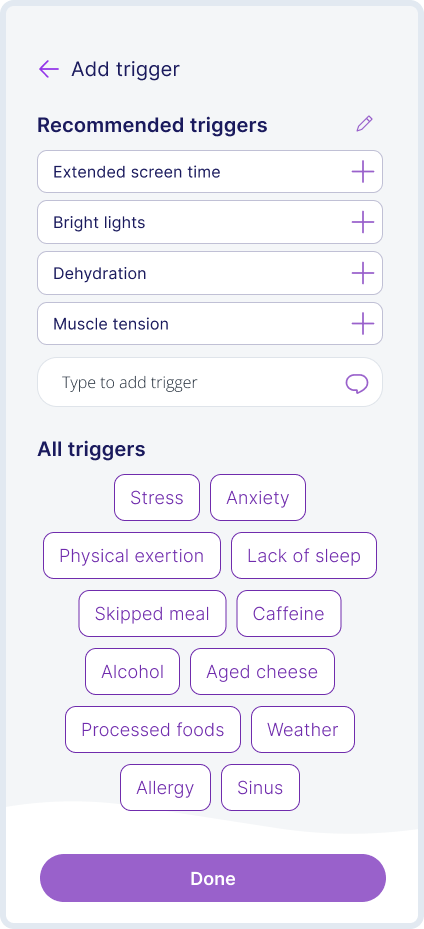 Add trigger
Recommended triggers
Extended screen time
Bright lights
Dehydration
Muscle tension
Type to add trigger
All triggers
Stress Anxiety
Physical exertion Lack of sleep
Skipped meal Caffeine
Alcohol Aged cheese
Processed foods Weather
Allergy Sinus
Done